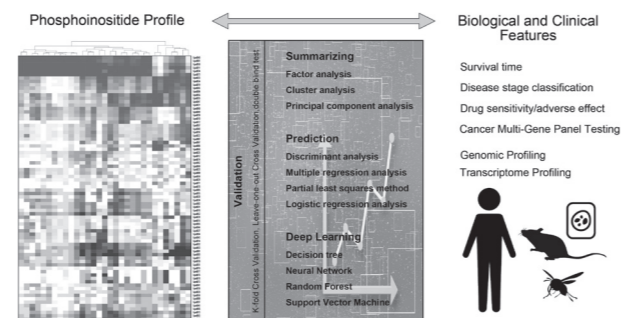 Phosphoinositide Profile
Biological and Clinical
Features
Validation
K-fold Cross Validation, Leave-one-out Cross Validation double blind test
Summarizing
Factor analysis
Cluster analysis
Principal component analysis
Prediction
Discriminant analysis
Multiple regression analysis
Partial least squares method
Logistic regression analysis
Deep Learning
Decision tree
Neural Network
Random Forest
Support Vector Machine
Survival time
Disease stage classification
Drug sensitivity/adverse effect
Cancer Multi-Gene Panel Testing
Genomic Profiling
Transcriptome Profiling